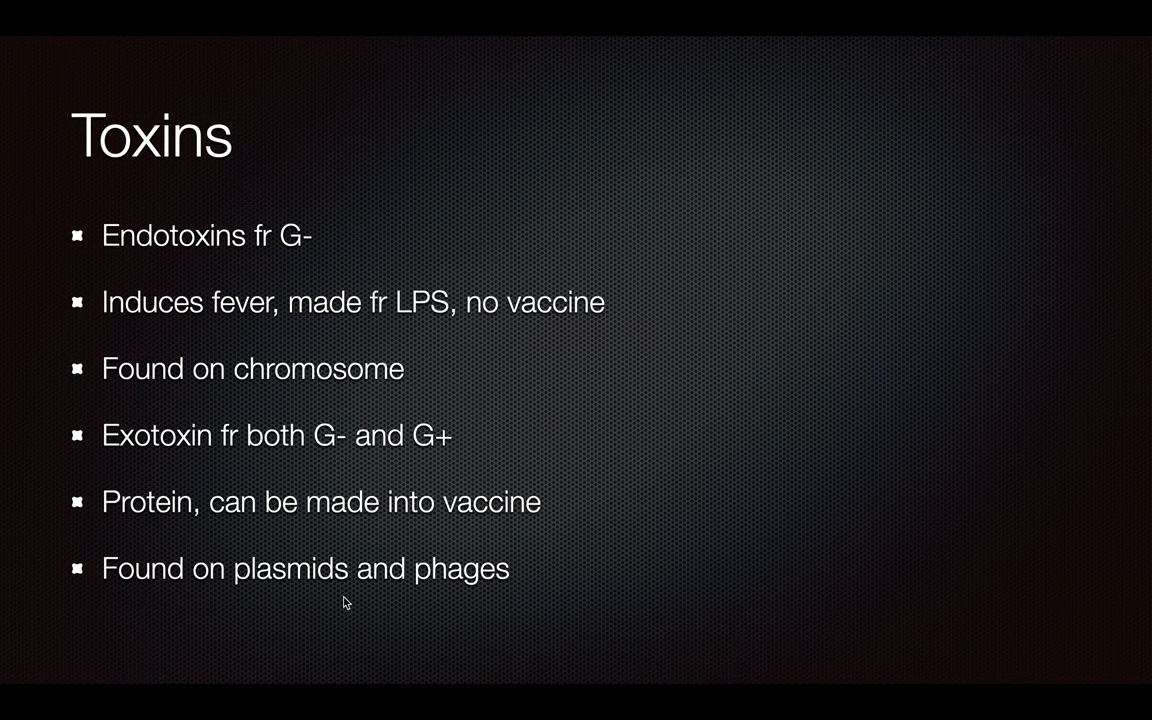 Toxins
Endotoxins fr G-
Induces fever, made fr LPS, no vaccine
Found on chromosome
Exotoxin fr both G- and G+
Protein, can be made into vaccine
Found on plasmids and phages